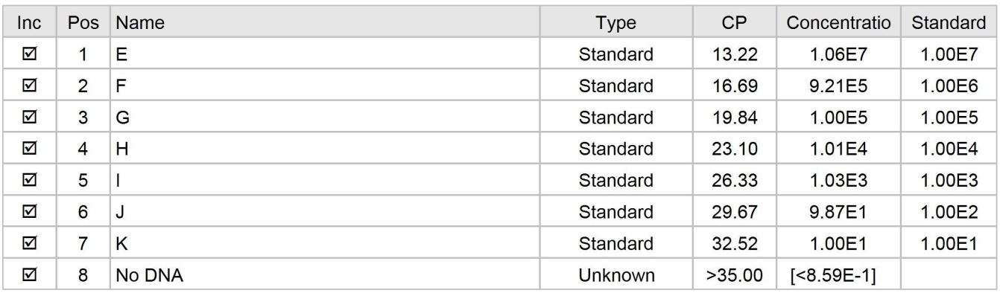 Inc Pos Name Type CP Concentratio Standard
☑ 1 E Standard 13.22 1.06E7 1.00E7
☑ 2 F Standard 16.69 9.21E5 1.00E6
☑ 3 G Standard 19.84 1.00E5 1.00E5
☑ 4 H Standard 23.10 1.01E4 1.00E4
☑ 5 I Standard 26.33 1.03E3 1.00E3
☑ 6 J Standard 29.67 9.87E1 1.00E2
☑ 7 K Standard 32.52 1.00E1 1.00E1
☑ 8 No DNA Unknown >35.00 [<8.59E-1]